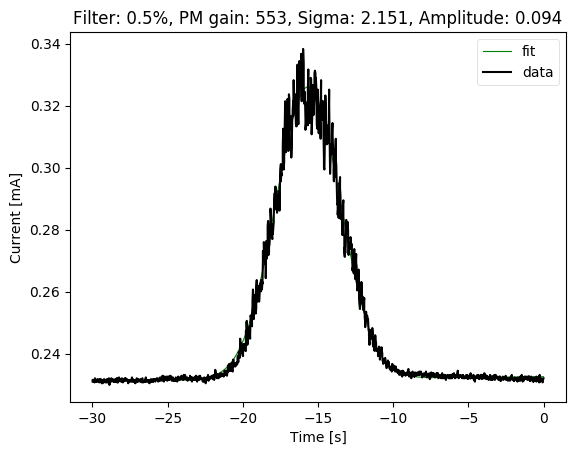 Filter: 0.5%, PM gain: 553, Sigma: 2.151, Amplitude: 0.094
fit
data
0.34
0.32
0.30
0.28
0.26
0.24
Current [mA]
−30
−25
−20
−15
−10
−5
0
Time [s]